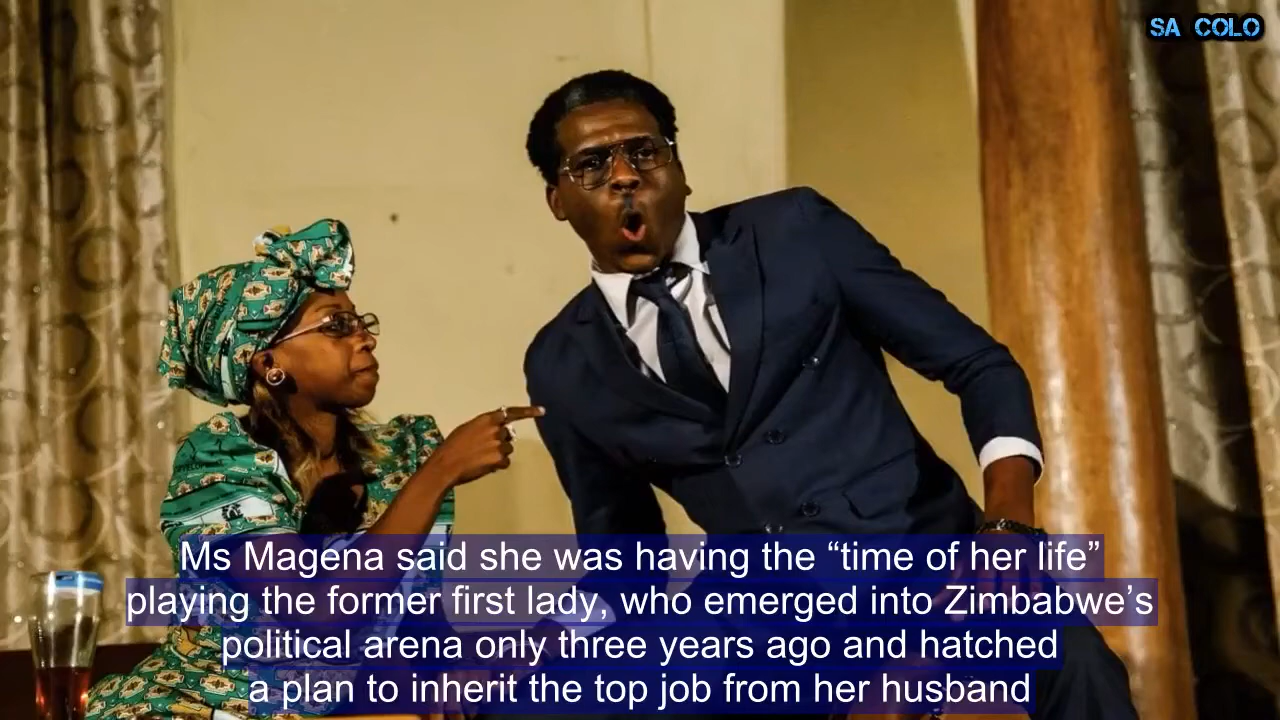 SA COLO
Ms Magena said she was having the “time of her life”
playing the former first lady, who emerged into Zimbabwe’s
political arena only three years ago and hatched
a plan to inherit the top job from her husband